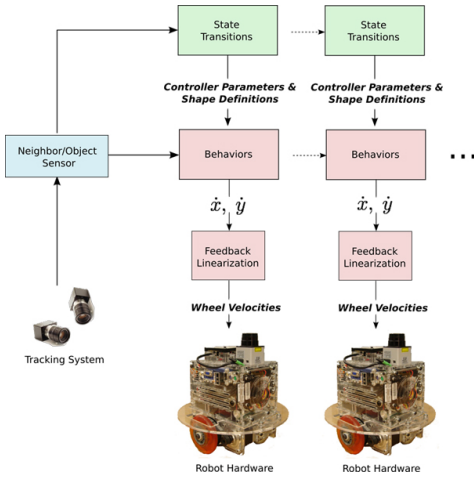 State
Transitions
State
Transitions
Controller Parameters &
Shape Definitions
Controller Parameters &
Shape Definitions
Neighbor/Object
Sensor
Behaviors
Behaviors
...
ẋ, ẏ
ẋ, ẏ
Feedback
Linearization
Feedback
Linearization
Wheel Velocities
Wheel Velocities
Tracking System
Robot Hardware
Robot Hardware